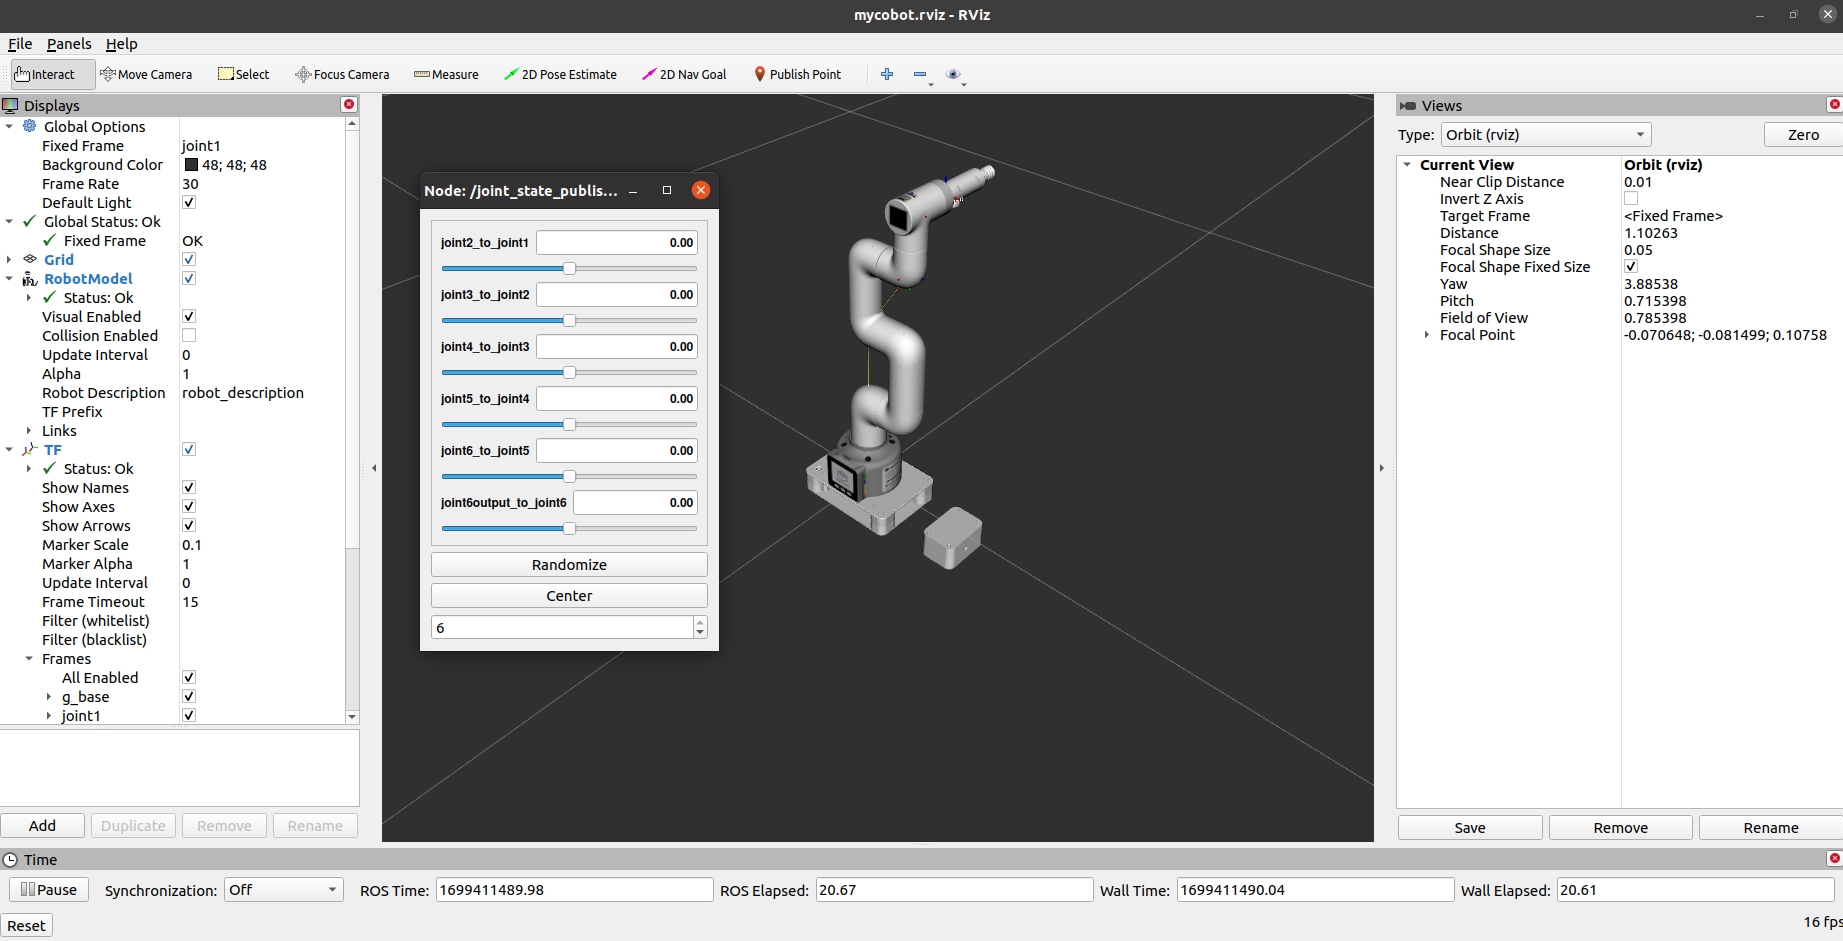 mycobot.rviz - RViz
File Panels Help
Interact Move Camera Select Focus Camera Measure 2D Pose Estimate 2D Nav Goal Publish Point
Displays
Global Options
Fixed Frame joint1
Background Color 48; 48; 48
Frame Rate 30
Default Light
Global Status: Ok
Fixed Frame OK
Grid
RobotModel
Status: Ok
Visual Enabled
Collision Enabled
Update Interval 0
Alpha 1
Robot Description robot_description
TF Prefix
Links
TF
Status: Ok
Show Names
Show Axes
Show Arrows
Marker Scale 0.1
Marker Alpha 1
Update Interval 0
Frame Timeout 15
Filter (whitelist)
Filter (blacklist)
Frames
All Enabled
g_base
joint1
Add Duplicate Remove Rename
Node: /joint_state_publis...
joint2_to_joint1 0.00
joint3_to_joint2 0.00
joint4_to_joint3 0.00
joint5_to_joint4 0.00
joint6_to_joint5 0.00
joint6output_to_joint6 0.00
Randomize
Center
6
Views
Type: Orbit (rviz) Zero
Current View Orbit (rviz)
Near Clip Distance 0.01
Invert Z Axis
Target Frame <Fixed Frame>
Distance 1.10263
Focal Shape Size 0.05
Focal Shape Fixed Size
Yaw 3.88538
Pitch 0.715398
Field of View 0.785398
Focal Point -0.070648; -0.081499; 0.10758
Save Remove Rename
Time
Pause Synchronization: Off ROS Time: 1699411489.98 ROS Elapsed: 20.67 Wall Time: 1699411490.04 Wall Elapsed: 20.61
Reset 16 fps